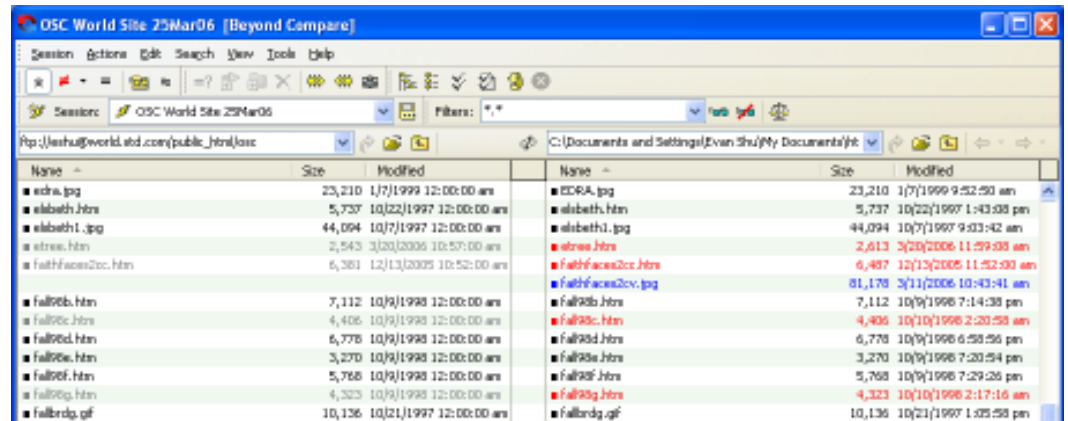 OSC World Site 25Mar06 [Beyond Compare]
Session Actions Edit Search View Tools Help
Session: OSC World Site 25Mar06 Filters: *.*
ftp://leshu@world.std.com/public_html/osc C:\Documents and Settings\Evan Shu\My Documents\ht
Name Size Modified Name Size Modified
edra.jpg 23,210 1/7/1999 12:00:00 am EDRA.jpg 23,210 1/7/1999 9:52:50 am
elsbeth.htm 5,737 10/22/1997 12:00:00 am elsbeth.htm 5,737 10/22/1997 1:43:08 pm
elsbeth1.jpg 44,094 10/7/1997 12:00:00 am elsbeth1.jpg 44,094 10/7/1997 9:03:42 am
etree.htm 2,543 3/20/2006 10:57:00 am etree.htm 2,613 3/20/2006 11:59:08 am
faithfaces2cc.htm 6,381 12/13/2005 10:52:00 am faithfaces2cc.htm 6,487 12/13/2005 11:52:00 am
faithfaces2cv.jpg 81,178 3/11/2006 10:43:41 am
fall98b.htm 7,112 10/9/1998 12:00:00 am fall98b.htm 7,112 10/9/1998 7:14:38 pm
fall98c.htm 4,406 10/9/1998 12:00:00 am fall98c.htm 4,406 10/10/1998 2:20:58 am
fall98d.htm 6,778 10/9/1998 12:00:00 am fall98d.htm 6,778 10/9/1998 6:58:56 pm
fall98e.htm 3,270 10/9/1998 12:00:00 am fall98e.htm 3,270 10/9/1998 7:20:54 pm
fall98f.htm 5,768 10/9/1998 12:00:00 am fall98f.htm 5,768 10/9/1998 7:29:26 pm
fall98g.htm 4,323 10/9/1998 12:00:00 am fall98g.htm 4,323 10/10/1998 2:17:16 am
fallbrdg.gif 10,136 10/21/1997 12:00:00 am fallbrdg.gif 10,136 10/21/1997 1:05:58 pm